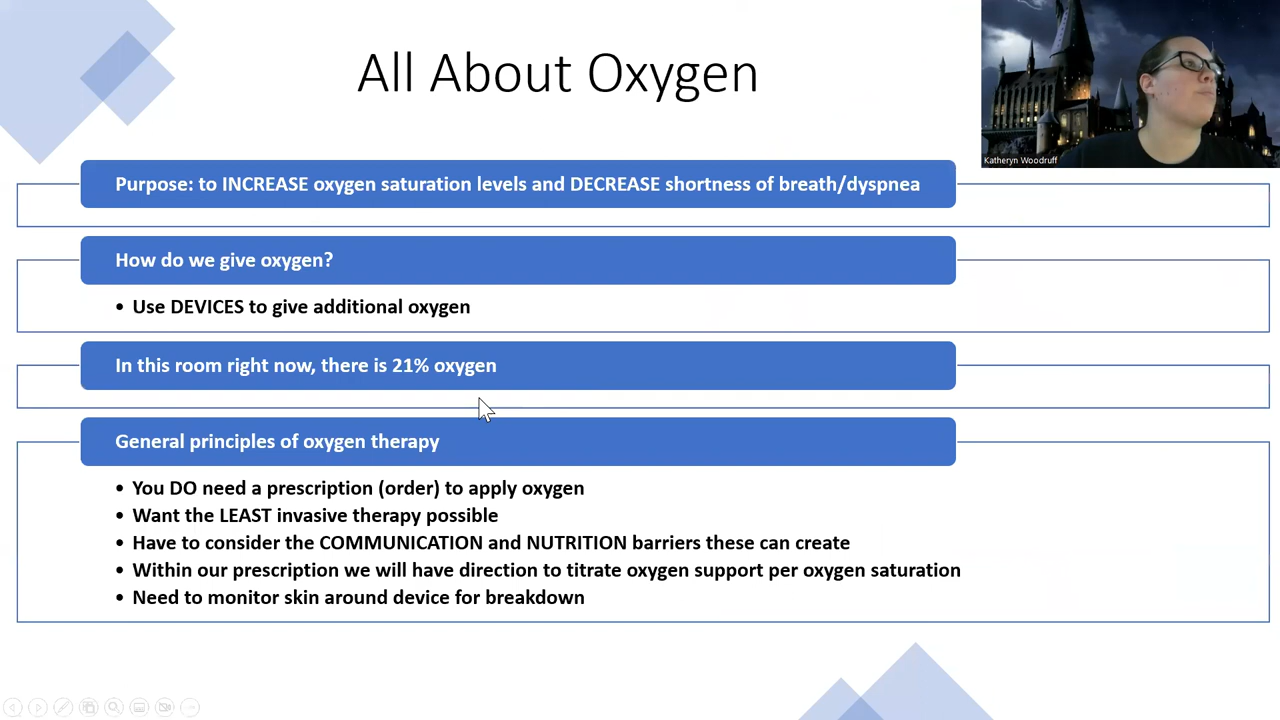 All About Oxygen
Katheryn Woodruff
Purpose: to INCREASE oxygen saturation levels and DECREASE shortness of breath/dyspnea
How do we give oxygen?
• Use DEVICES to give additional oxygen
In this room right now, there is 21% oxygen
General principles of oxygen therapy
• You DO need a prescription (order) to apply oxygen
• Want the LEAST invasive therapy possible
• Have to consider the COMMUNICATION and NUTRITION barriers these can create
• Within our prescription we will have direction to titrate oxygen support per oxygen saturation
• Need to monitor skin around device for breakdown